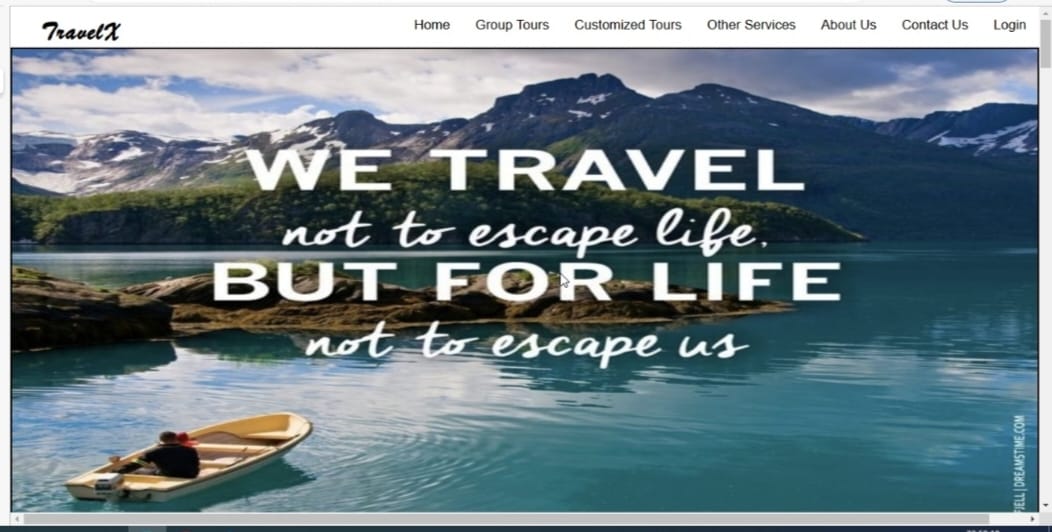 TravelX
Home Group Tours Customized Tours Other Services About Us Contact Us Login
WE TRAVEL
not to escape life,
BUT FOR LIFE
not to escape us
FJELL|DREAMSTIME.COM